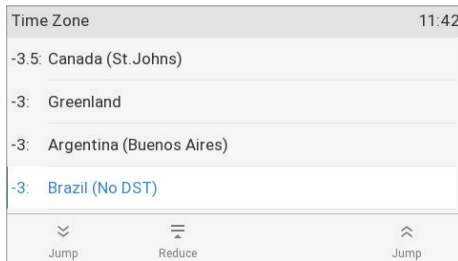 Time Zone 11:42
-3.5: Canada (St.Johns)
-3: Greenland
-3: Argentina (Buenos Aires)
-3: Brazil (No DST)
Jump Reduce Jump